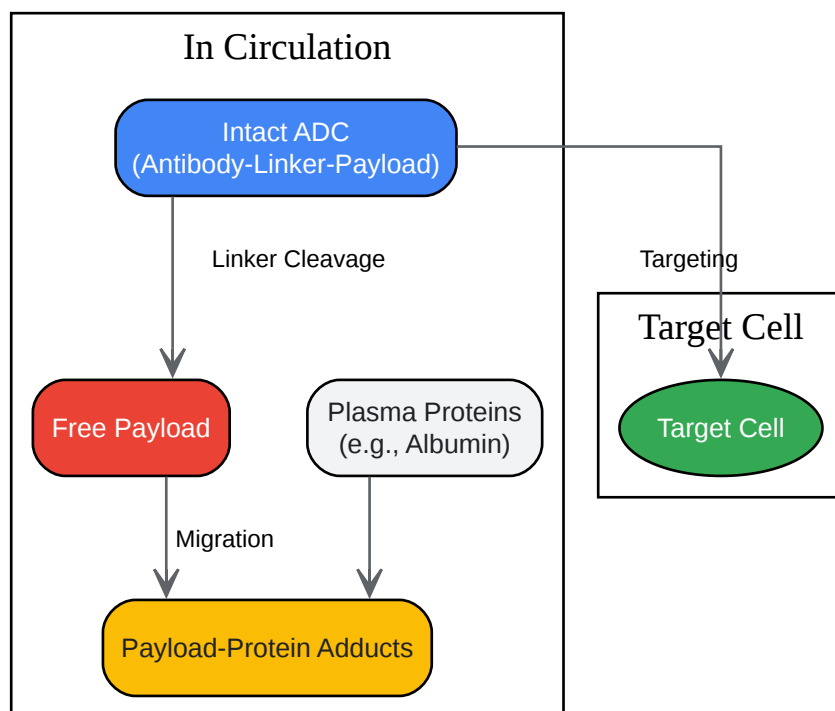 In Circulation
Intact ADC
(Antibody-Linker-Payload)
Linker Cleavage
Targeting
Target Cell
Free Payload
Plasma Proteins
(e.g., Albumin)
Target Cell
Migration
Payload-Protein Adducts